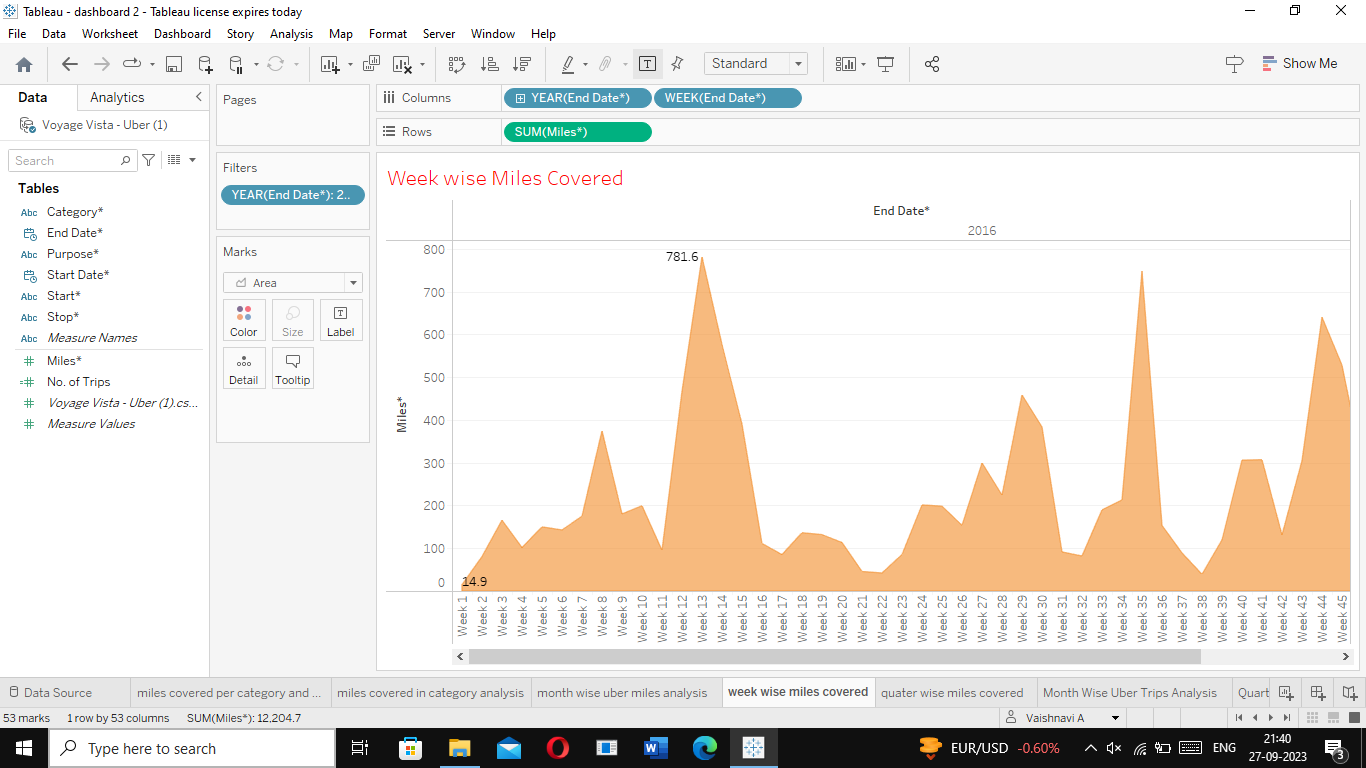 Tableau - dashboard 2 - Tableau license expires today
File Data Worksheet Dashboard Story Analysis Map Format Server Window Help
Standard
Show Me
Data Analytics
Voyage Vista - Uber (1)
Search
Tables
Abc Category*
End Date*
Abc Purpose*
Start Date*
Abc Start*
Abc Stop*
Abc Measure Names
Miles*
No. of Trips
Voyage Vista - Uber (1).cs...
Measure Values
Pages
Filters
YEAR(End Date*): 2..
Marks
Area
Color Size Label
Detail Tooltip
Columns YEAR(End Date*) WEEK(End Date*)
Rows SUM(Miles*)
Week wise Miles Covered
End Date*
2016
Miles*
800
700
600
500
400
300
200
100
0
781.6
14.9
Week 1
Week 2
Week 3
Week 4
Week 5
Week 6
Week 7
Week 8
Week 9
Week 10
Week 11
Week 12
Week 13
Week 14
Week 15
Week 16
Week 17
Week 18
Week 19
Week 20
Week 21
Week 22
Week 23
Week 24
Week 25
Week 26
Week 27
Week 28
Week 29
Week 30
Week 31
Week 32
Week 33
Week 34
Week 35
Week 36
Week 37
Week 38
Week 39
Week 40
Week 41
Week 42
Week 43
Week 44
Week 45
Data Source miles covered per category and ... miles covered in category analysis month wise uber miles analysis week wise miles covered quater wise miles covered Month Wise Uber Trips Analysis Quart
53 marks 1 row by 53 columns SUM(Miles*): 12,204.7 Vaishnavi A
Type here to search EUR/USD -0.60% ENG 21:40
27-09-2023 3